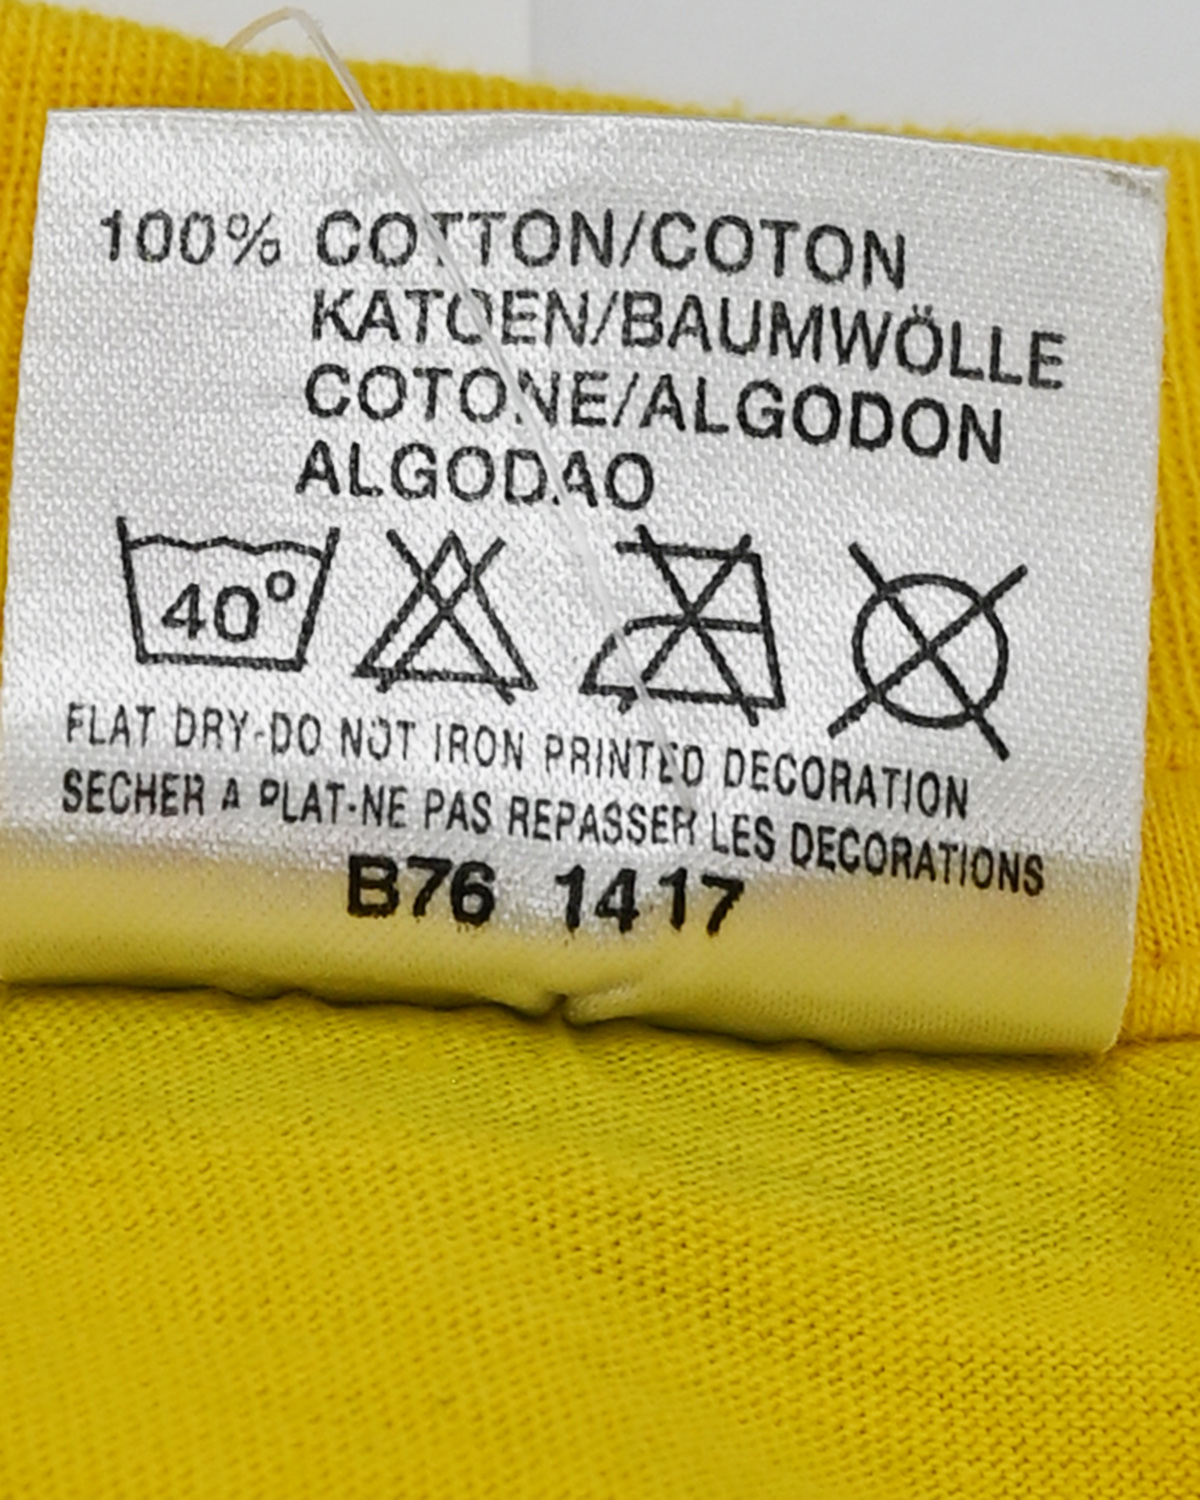 100% COTTON/COTON
KATOEN/BAUMWÖLLE
COTONE/ALGODON
ALGODAO
40°
FLAT DRY-DO NOT IRON PRINTED DECORATION
SECHER A PLAT-NE PAS REPASSER LES DECORATIONS
B76 1417